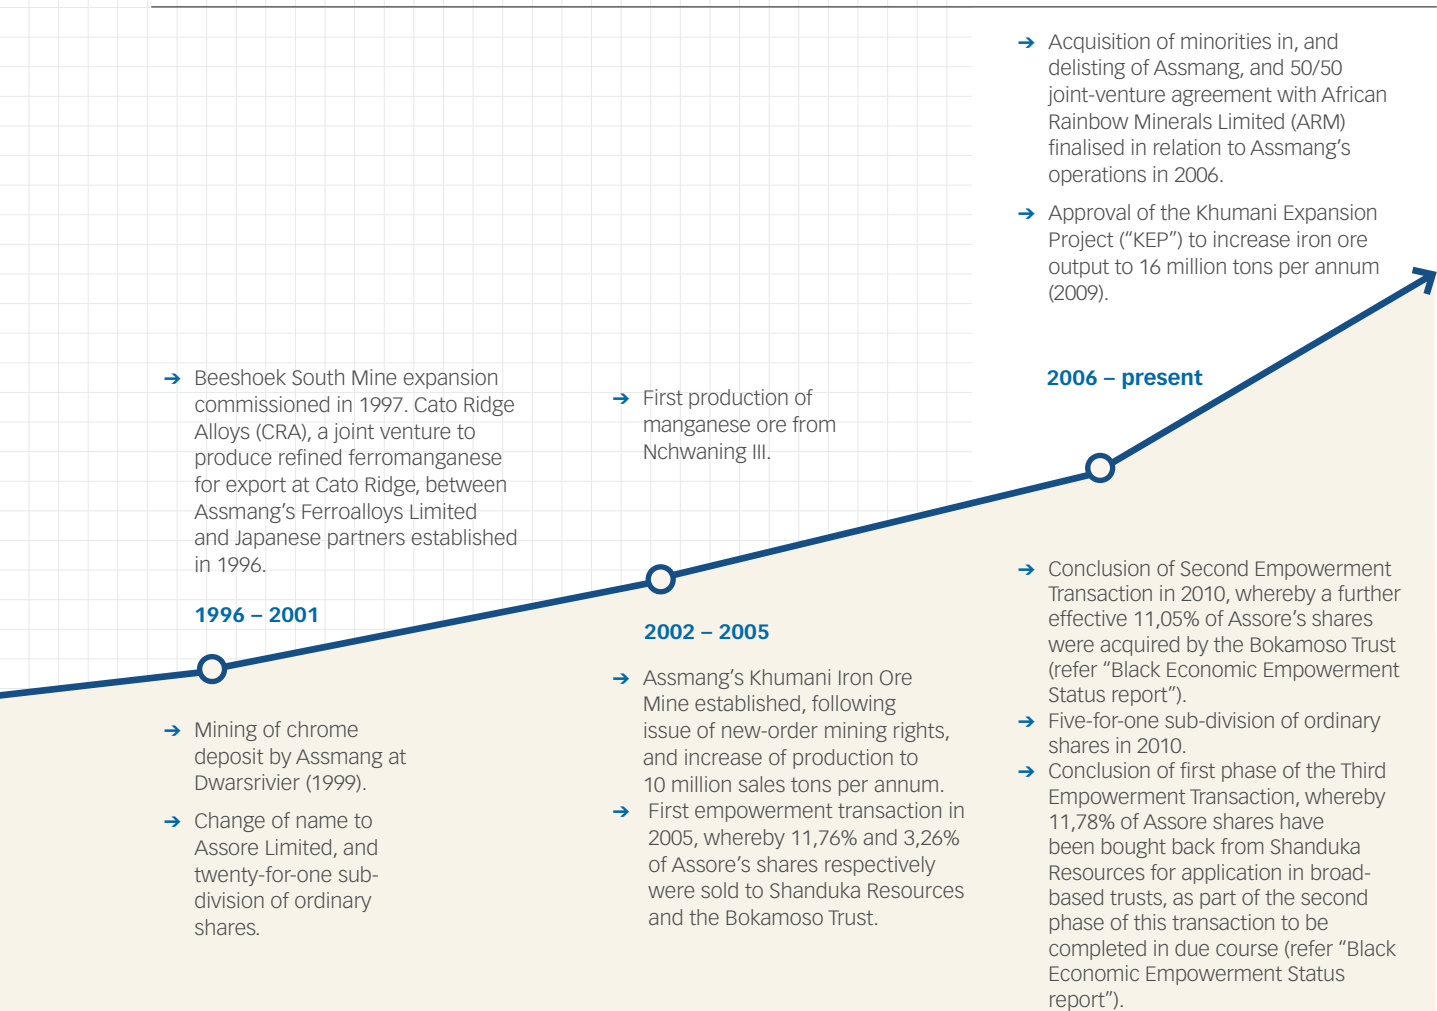 ➔ Beeshoek South Mine expansion
commissioned in 1997. Cato Ridge
Alloys (CRA), a joint venture to
produce refined ferromanganese
for export at Cato Ridge, between
Assmang’s Ferroalloys Limited
and Japanese partners established
in 1996.
1996 – 2001
➔ Mining of chrome
deposit by Assmang at
Dwarsrivier (1999).
➔ Change of name to
Assore Limited, and
twenty-for-one sub-
division of ordinary
shares.
➔ First production of
manganese ore from
Nchwaning III.
2002 – 2005
➔ Assmang’s Khumani Iron Ore
Mine established, following
issue of new-order mining rights,
and increase of production to
10 million sales tons per annum.
➔ First empowerment transaction in
2005, whereby 11,76% and 3,26%
of Assore’s shares respectively
were sold to Shanduka Resources
and the Bokamoso Trust.
➔ Acquisition of minorities in, and
delisting of Assmang, and 50/50
joint-venture agreement with African
Rainbow Minerals Limited (ARM)
finalised in relation to Assmang’s
operations in 2006.
➔ Approval of the Khumani Expansion
Project (“KEP”) to increase iron ore
output to 16 million tons per annum
(2009).
2006 – present
➔ Conclusion of Second Empowerment
Transaction in 2010, whereby a further
effective 11,05% of Assore’s shares
were acquired by the Bokamoso Trust
(refer “Black Economic Empowerment
Status report”).
➔ Five-for-one sub-division of ordinary
shares in 2010.
➔ Conclusion of first phase of the Third
Empowerment Transaction, whereby
11,78% of Assore shares have
been bought back from Shanduka
Resources for application in broad-
based trusts, as part of the second
phase of this transaction to be
completed in due course (refer “Black
Economic Empowerment Status
report”).